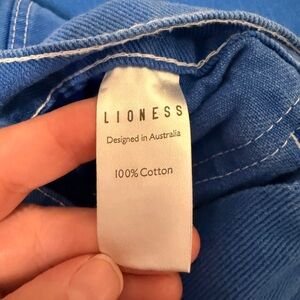 LIONESS
Designed in Australia
100% Cotton